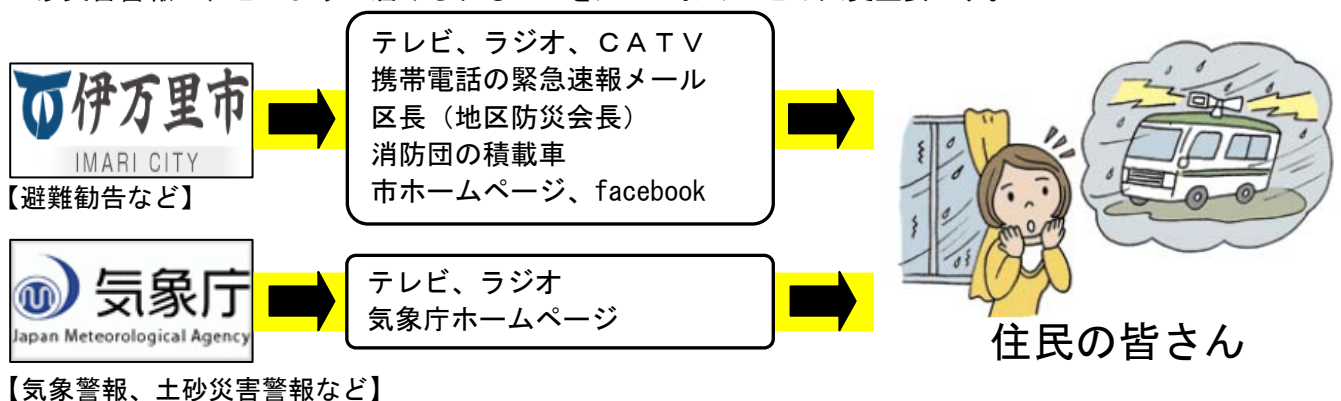 テレビ、ラジオ、ＣＡＴＶ
携帯電話の緊急速報メール
区長（地区防災会長）
消防団の積載車
市ホームページ、facebook
伊万里市
IMARI CITY
【避難勧告など】
テレビ、ラジオ
気象庁ホームページ
気象庁
Japan Meteorological Agency
【気象警報、土砂災害警報など】
住民の皆さん